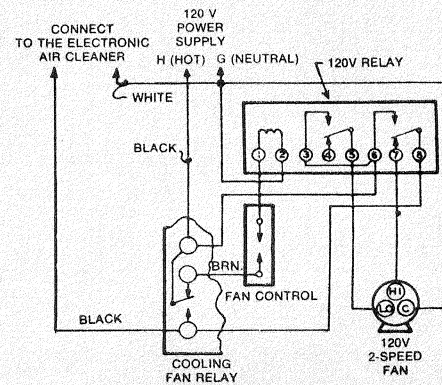 CONNECT
TO THE ELECTRONIC
AIR CLEANER
120 V
POWER
SUPPLY
H (HOT) G (NEUTRAL)
120V RELAY
WHITE
BLACK
1 2 3 4 5 6 7 8
BRN.
FAN CONTROL
HI
LO C
BLACK
COOLING
FAN RELAY
120V
2-SPEED
FAN